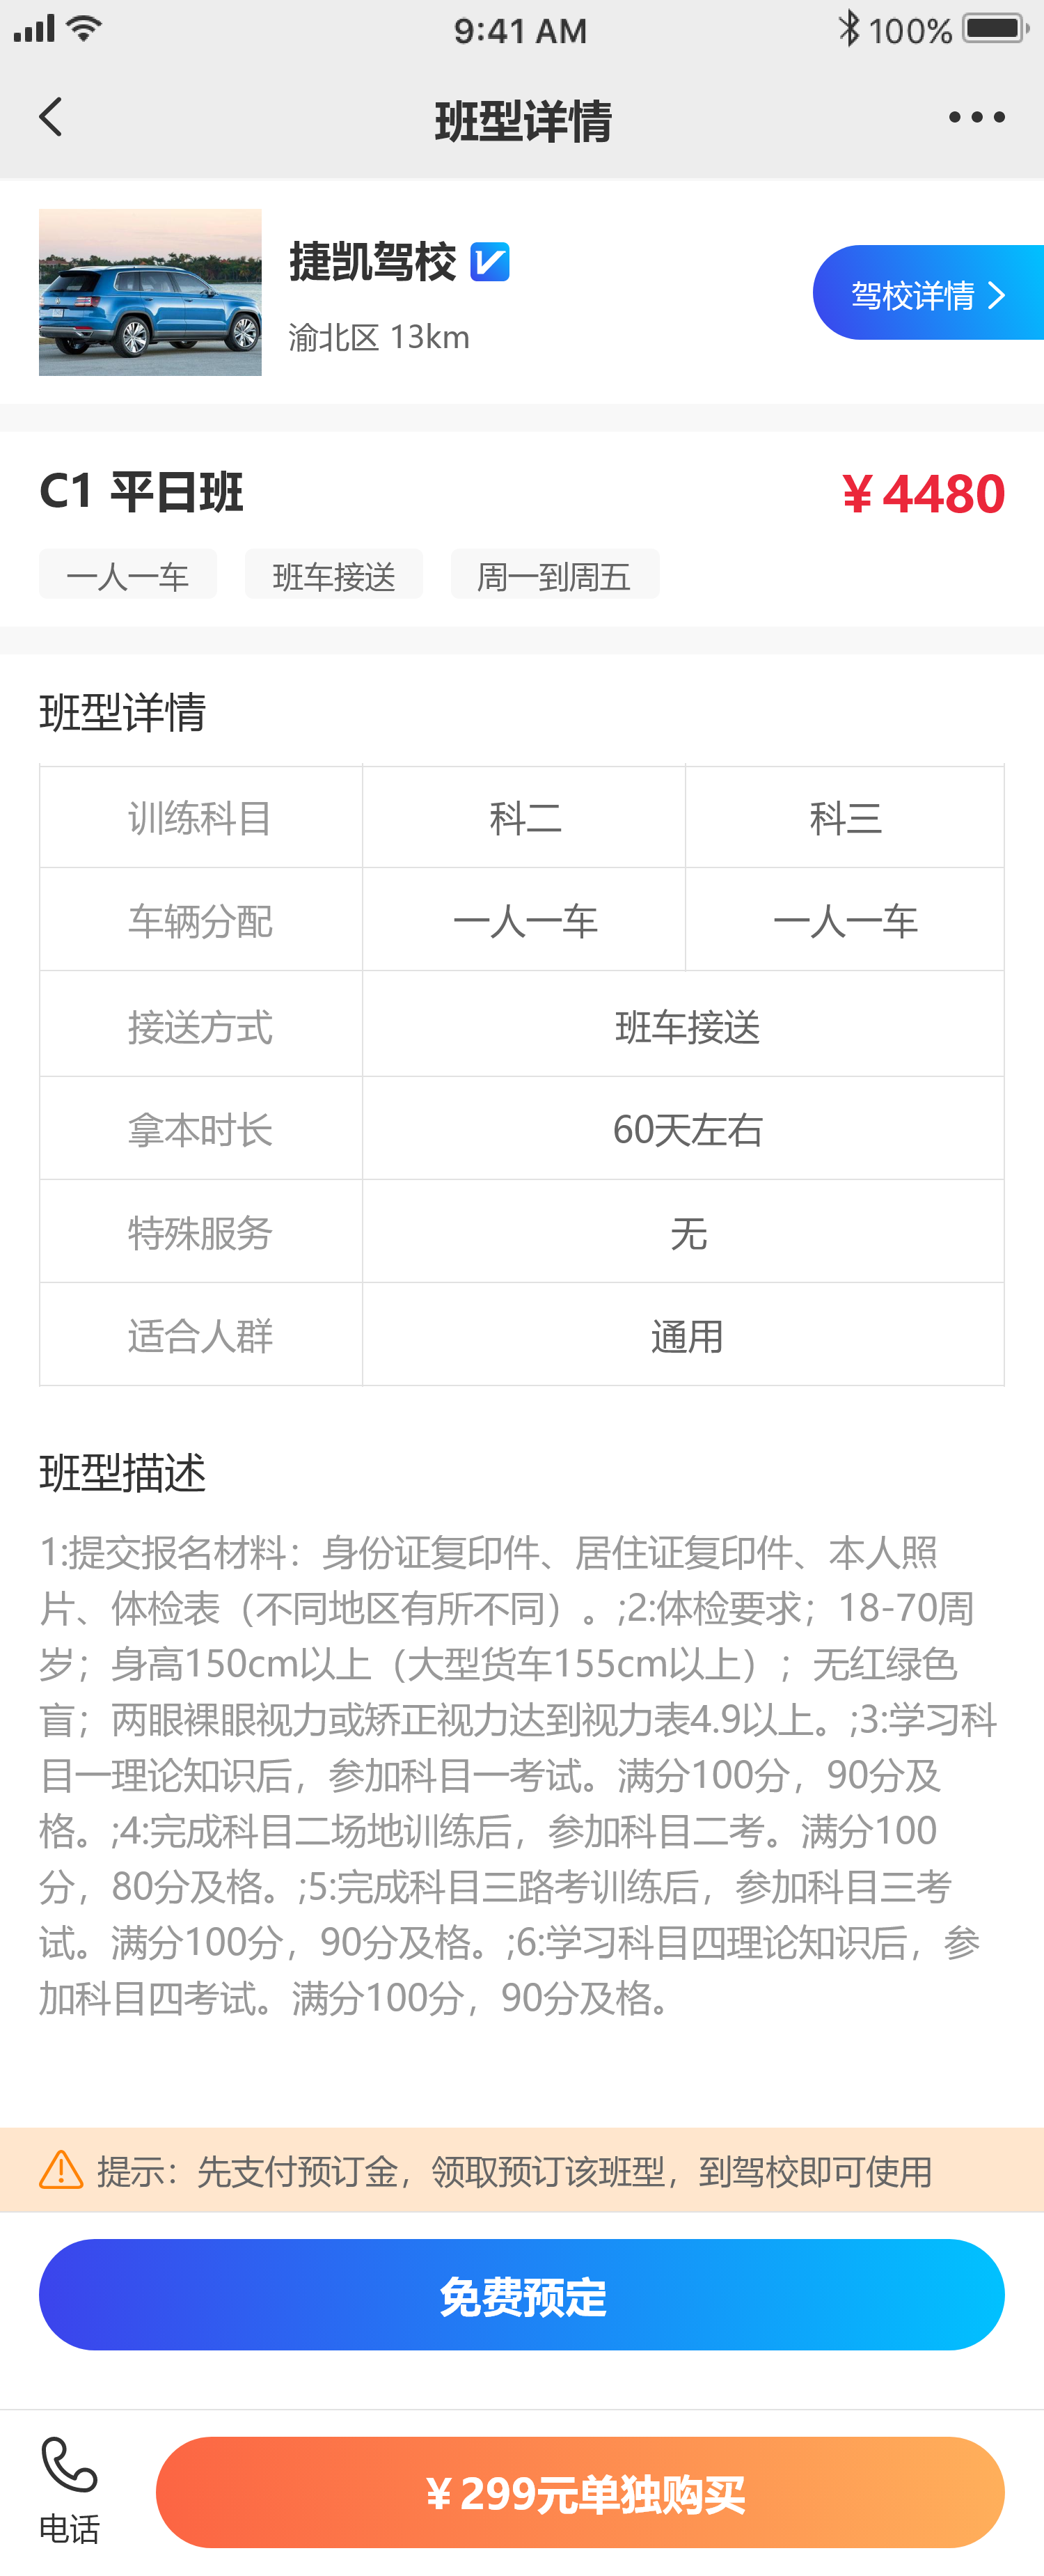 9:41 AM
100%
班型详情
捷凯驾校
渝北区 13km
驾校详情
C1 平日班
¥4480
一人一车 班车接送 周一到周五
班型详情
训练科目 科二 科三
车辆分配 一人一车 一人一车
接送方式 班车接送
拿本时长 60天左右
特殊服务 无
适合人群 通用
班型描述
1:提交报名材料：身份证复印件、居住证复印件、本人照
片、体检表（不同地区有所不同）。;2:体检要求；18-70周
岁；身高150cm以上（大型货车155cm以上）；无红绿色
盲；两眼裸眼视力或矫正视力达到视力表4.9以上。;3:学习科
目一理论知识后，参加科目一考试。满分100分，90分及
格。;4:完成科目二场地训练后，参加科目二考。满分100
分，80分及格。;5:完成科目三路考训练后，参加科目三考
试。满分100分，90分及格。;6:学习科目四理论知识后，参
加科目四考试。满分100分，90分及格。
提示：先支付预订金，领取预订该班型，到驾校即可使用
免费预定
电话
¥299元单独购买